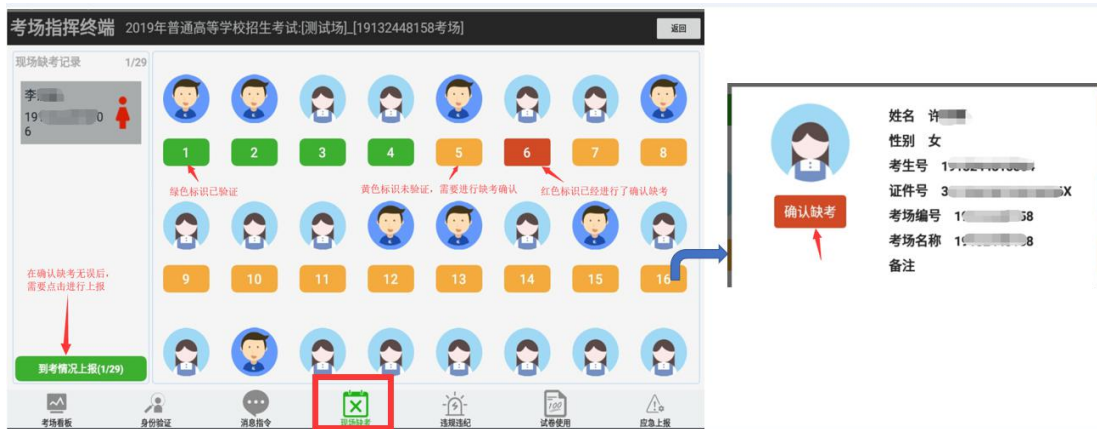 考场指挥终端 2019年普通高等学校招生考试:[测试场]_[19132448158考场] 返回
现场缺考记录 1/29
李
19 0
6
1 2 3 4 5 6 7 8
绿色标识已验证 黄色标识未验证，需要进行缺考确认 红色标识已经进行了确认缺考
9 10 11 12 13 14 15 16
在确认缺考无误后，
需要点击进行上报
到考情况上报(1/29)
考场看板 身份验证 消息指令 现场缺考 违规违纪 试卷使用 应急上报
姓名 许
性别 女
考生号
证件号 3 X
确认缺考
考场编号 58
考场名称 8
备注